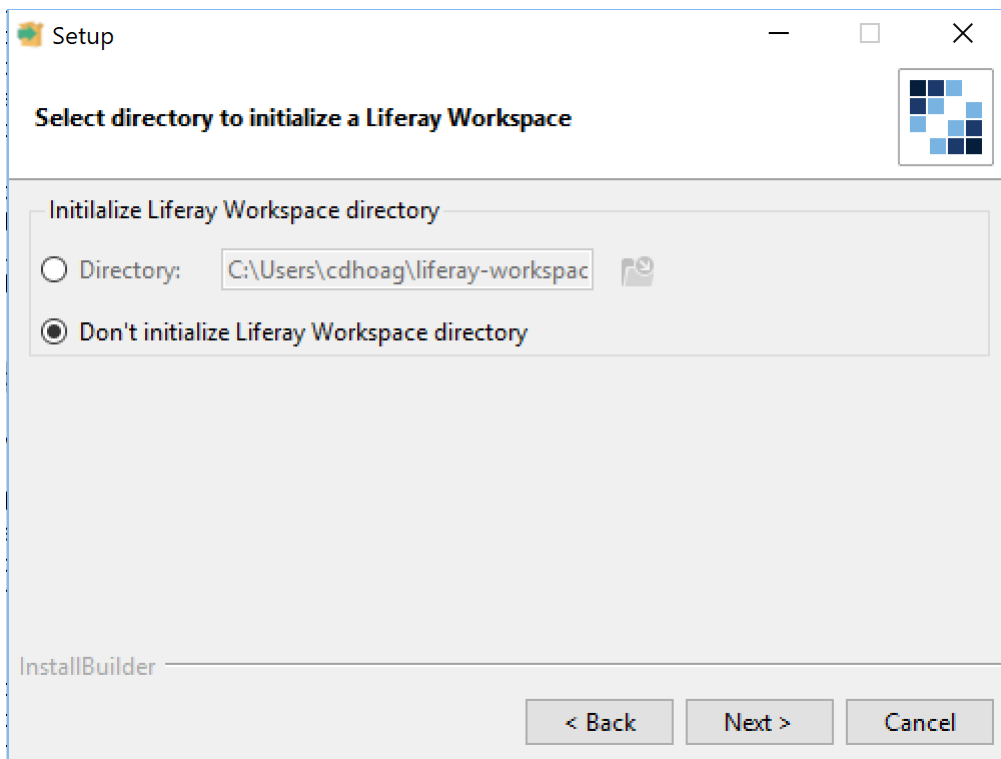 Setup
Select directory to initialize a Liferay Workspace
Initilalize Liferay Workspace directory
Directory: C:\Users\cdhoag\liferay-workspac
Don't initialize Liferay Workspace directory
InstallBuilder
< Back Next > Cancel